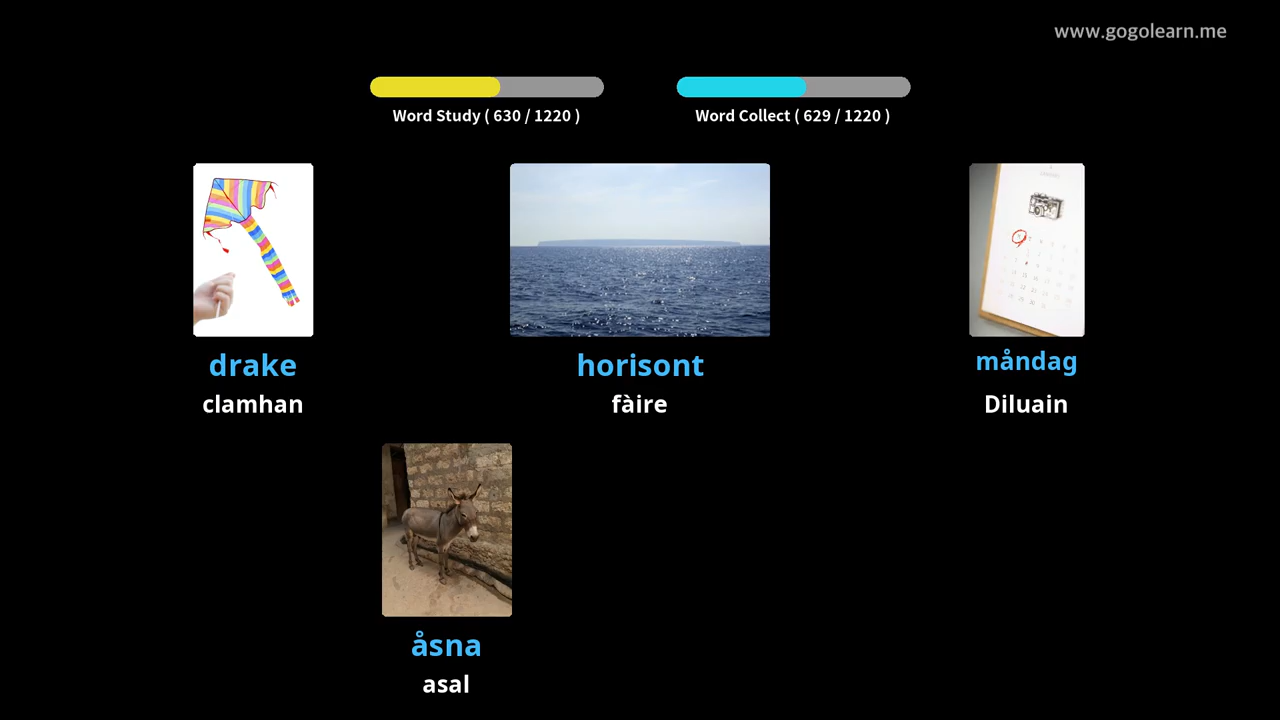 www.gogolearn.me
Word Study ( 630 / 1220 )
Word Collect ( 629 / 1220 )
drake
clamhan
horisont
fàire
måndag
Diluain
åsna
asal